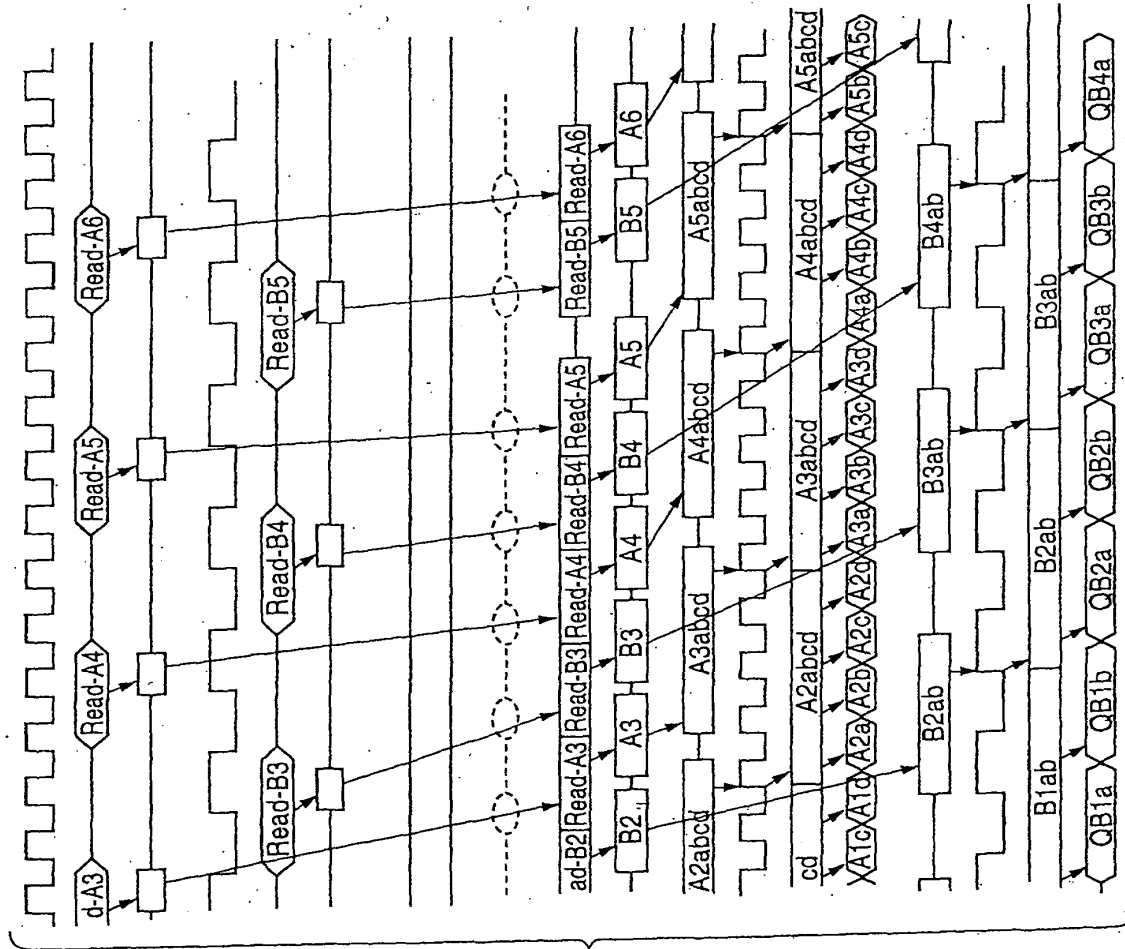 d-A3 Read-A4 Read-A5 Read-A6
Read-B3 Read-B4 Read-B5
ad-B2 Read-A3 Read-B3 Read-A4 Read-B4 Read-A5 Read-B5 Read-A6
B2 A3 B3 A4 B4 A5 B5 A6
A2abcd A3abcd A4abcd A5abcd
cd A2abcd A3abcd A4abcd A5abcd
A1c A1d A2a A2b A2c A2d A3a A3b A3c A3d A4a A4b A4c A4d A5b A5c
B2ab B3ab B4ab
B1ab B2ab B3ab
QB1a QB1b QB2a QB2b QB3a QB3b QB4a